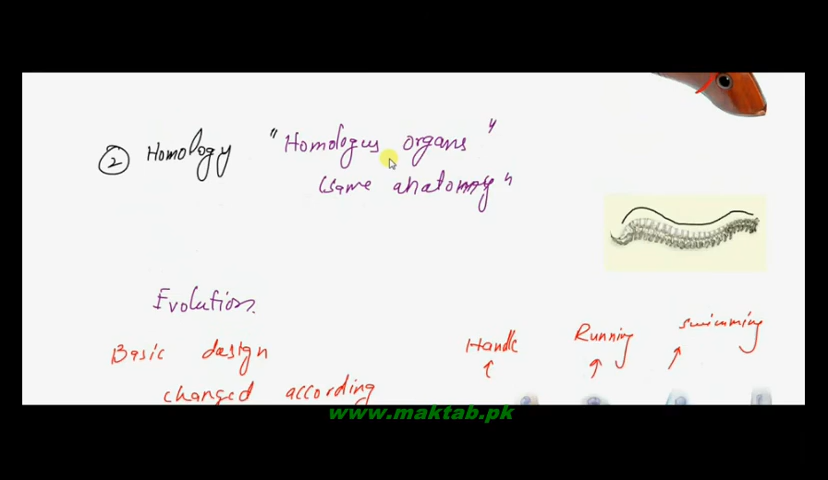 ② Homology "Homologus organs"
(same anatomy"
Evolution.
Basic design
changed according
Handle
Running
swimming
www.maktab.pk